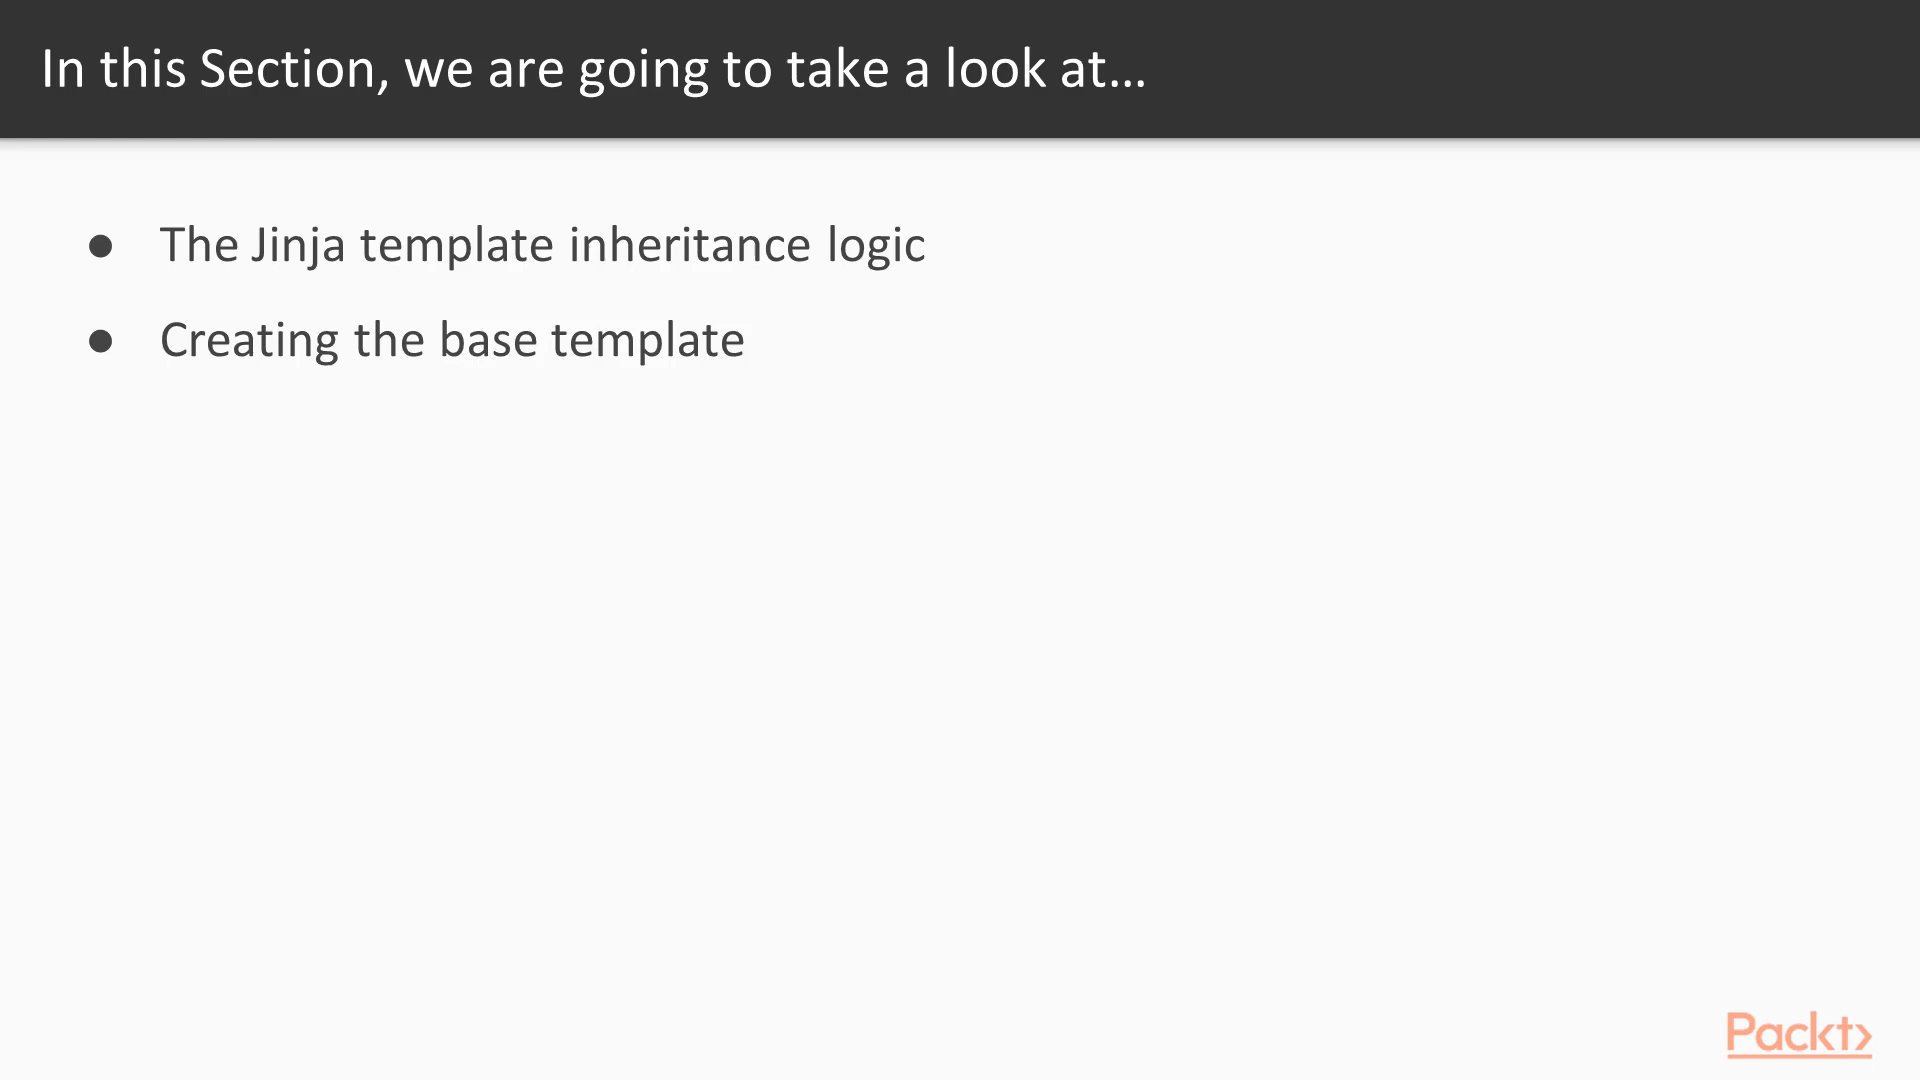 In this Section, we are going to take a look at...
● The Jinja template inheritance logic
● Creating the base template
Packt>